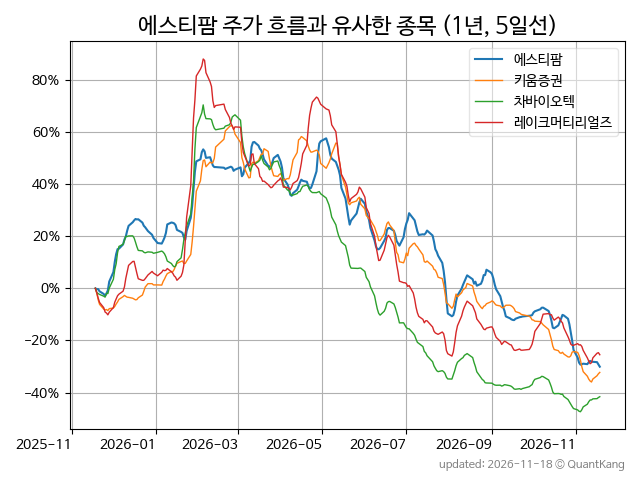 에스티팜 주가 흐름과 유사한 종목 (1년, 5일선)
에스티팜
키움증권
차바이오텍
레이크머티리얼즈
80%
60%
40%
20%
0%
−20%
−40%
2025-11 2026-01 2026-03 2026-05 2026-07 2026-09 2026-11
updated: 2026-11-18 © QuantKang